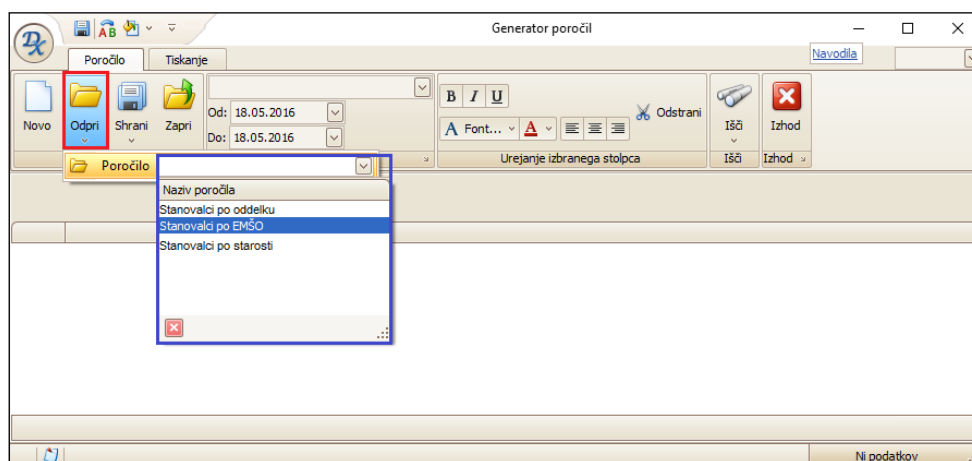 Generator poročil
Poročilo
Tiskanje
Navodila
Novo
Odpri
Shrani
Zapri
Od: 18.05.2016
Do: 18.05.2016
B I U
A Font... A
Odstrani
Urejanje izbranega stolpca
Išči
Išči
Izhod
Izhod
Poročilo
Naziv poročila
Stanovalci po oddelku
Stanovalci po EMŠO
Stanovalci po starosti
Ni podatkov